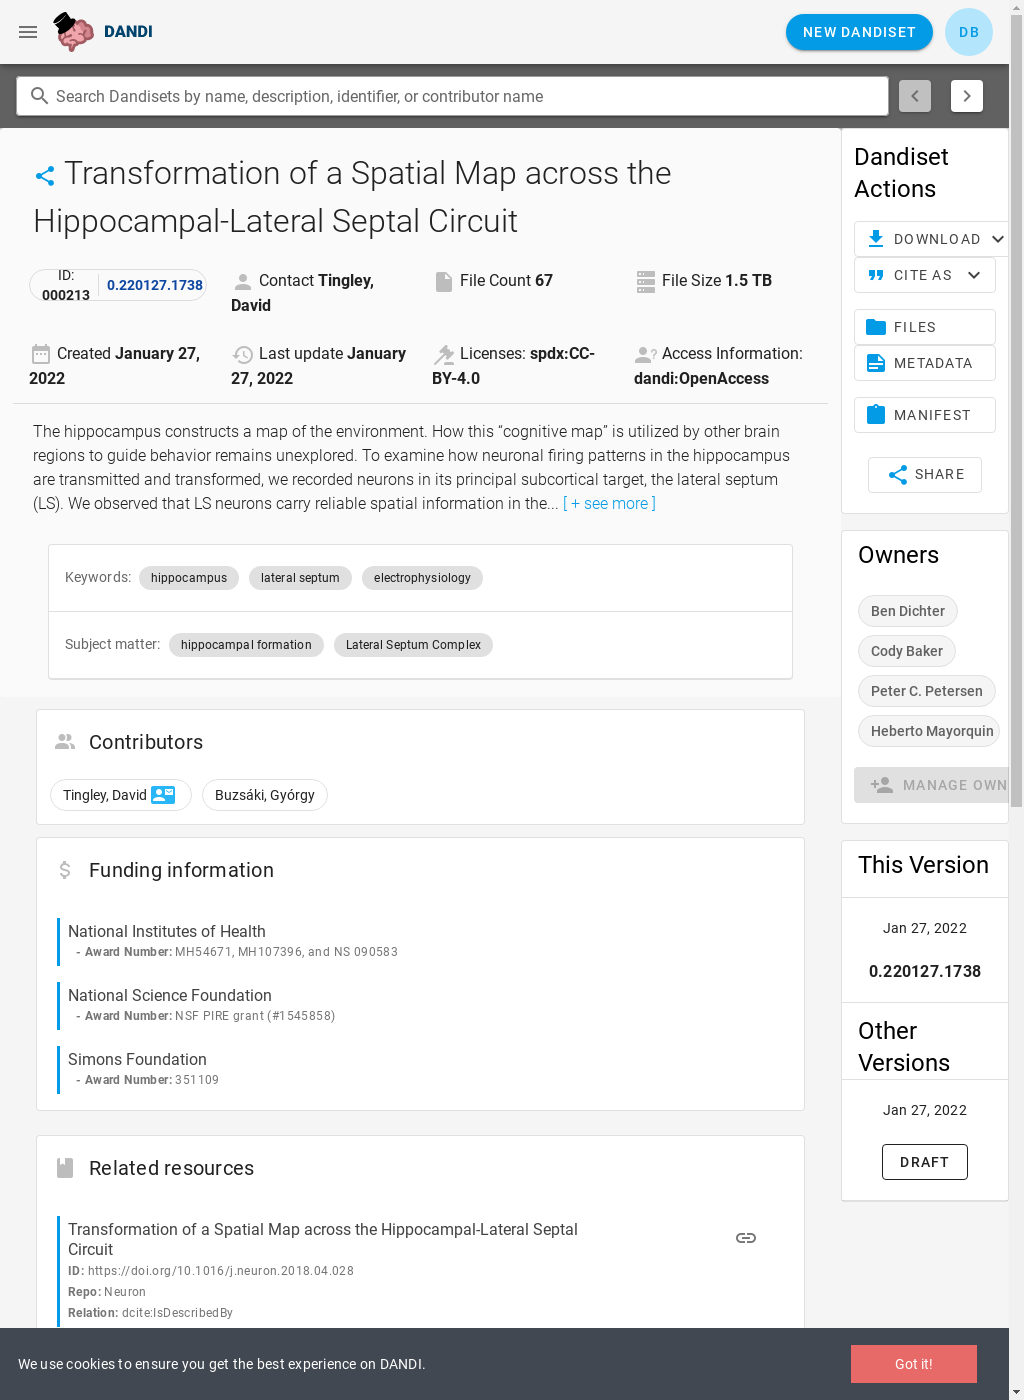 DANDI
NEW DANDISET
DB
Search Dandisets by name, description, identifier, or contributor name
Transformation of a Spatial Map across the
Hippocampal-Lateral Septal Circuit
ID:
000213
0.220127.1738
Contact Tingley,
David
File Count 67
File Size 1.5 TB
Created January 27,
2022
Last update January
27, 2022
Licenses: spdx:CC-
BY-4.0
Access Information:
dandi:OpenAccess
The hippocampus constructs a map of the environment. How this “cognitive map” is utilized by other brain
regions to guide behavior remains unexplored. To examine how neuronal firing patterns in the hippocampus
are transmitted and transformed, we recorded neurons in its principal subcortical target, the lateral septum
(LS). We observed that LS neurons carry reliable spatial information in the... [ + see more ]
Keywords: hippocampus lateral septum electrophysiology
Subject matter: hippocampal formation Lateral Septum Complex
Contributors
Tingley, David
Buzsáki, György
Funding information
National Institutes of Health
- Award Number: MH54671, MH107396, and NS 090583
National Science Foundation
- Award Number: NSF PIRE grant (#1545858)
Simons Foundation
- Award Number: 351109
Related resources
Transformation of a Spatial Map across the Hippocampal-Lateral Septal
Circuit
ID: https://doi.org/10.1016/j.neuron.2018.04.028
Repo: Neuron
Relation: dcite:IsDescribedBy
Dandiset
Actions
DOWNLOAD
CITE AS
FILES
METADATA
MANIFEST
SHARE
Owners
Ben Dichter
Cody Baker
Peter C. Petersen
Heberto Mayorquin
MANAGE OWN
This Version
Jan 27, 2022
0.220127.1738
Other
Versions
Jan 27, 2022
DRAFT
We use cookies to ensure you get the best experience on DANDI.
Got it!